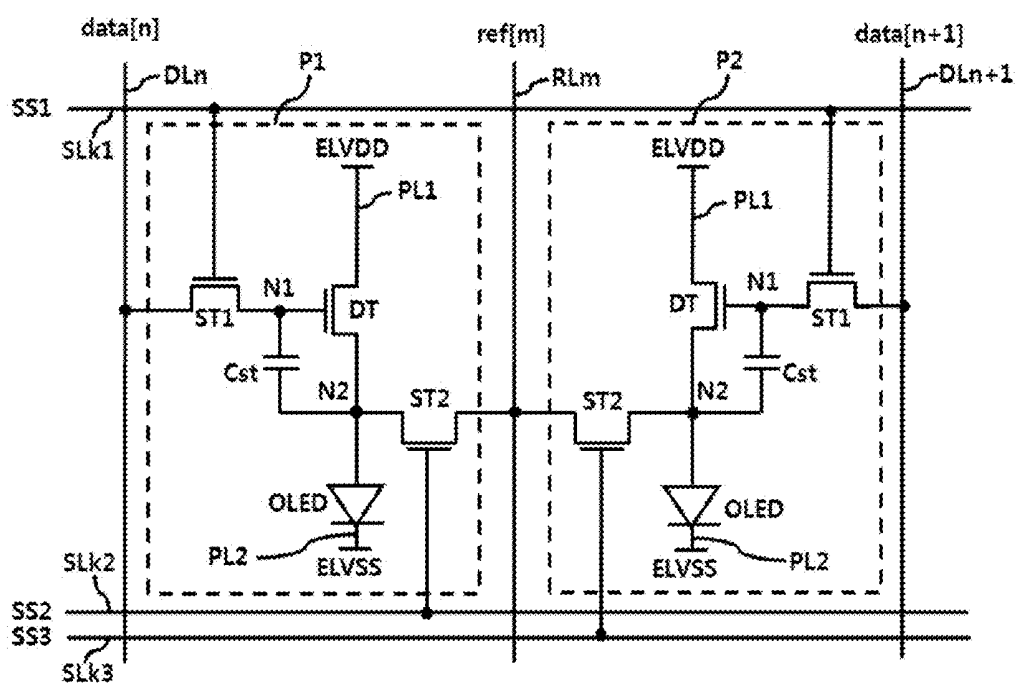 data[n]
ref[m]
data[n+1]
DLn
P1
RLm
P2
DLn+1
SS1
SLk1
ELVDD
ELVDD
PL1
PL1
N1
DT
ST1
DT
N1
ST1
Cst
N2
ST2
ST2
N2
Cst
OLED
OLED
PL2
ELVSS
ELVSS
PL2
SLk2
SS2
SS3
SLk3